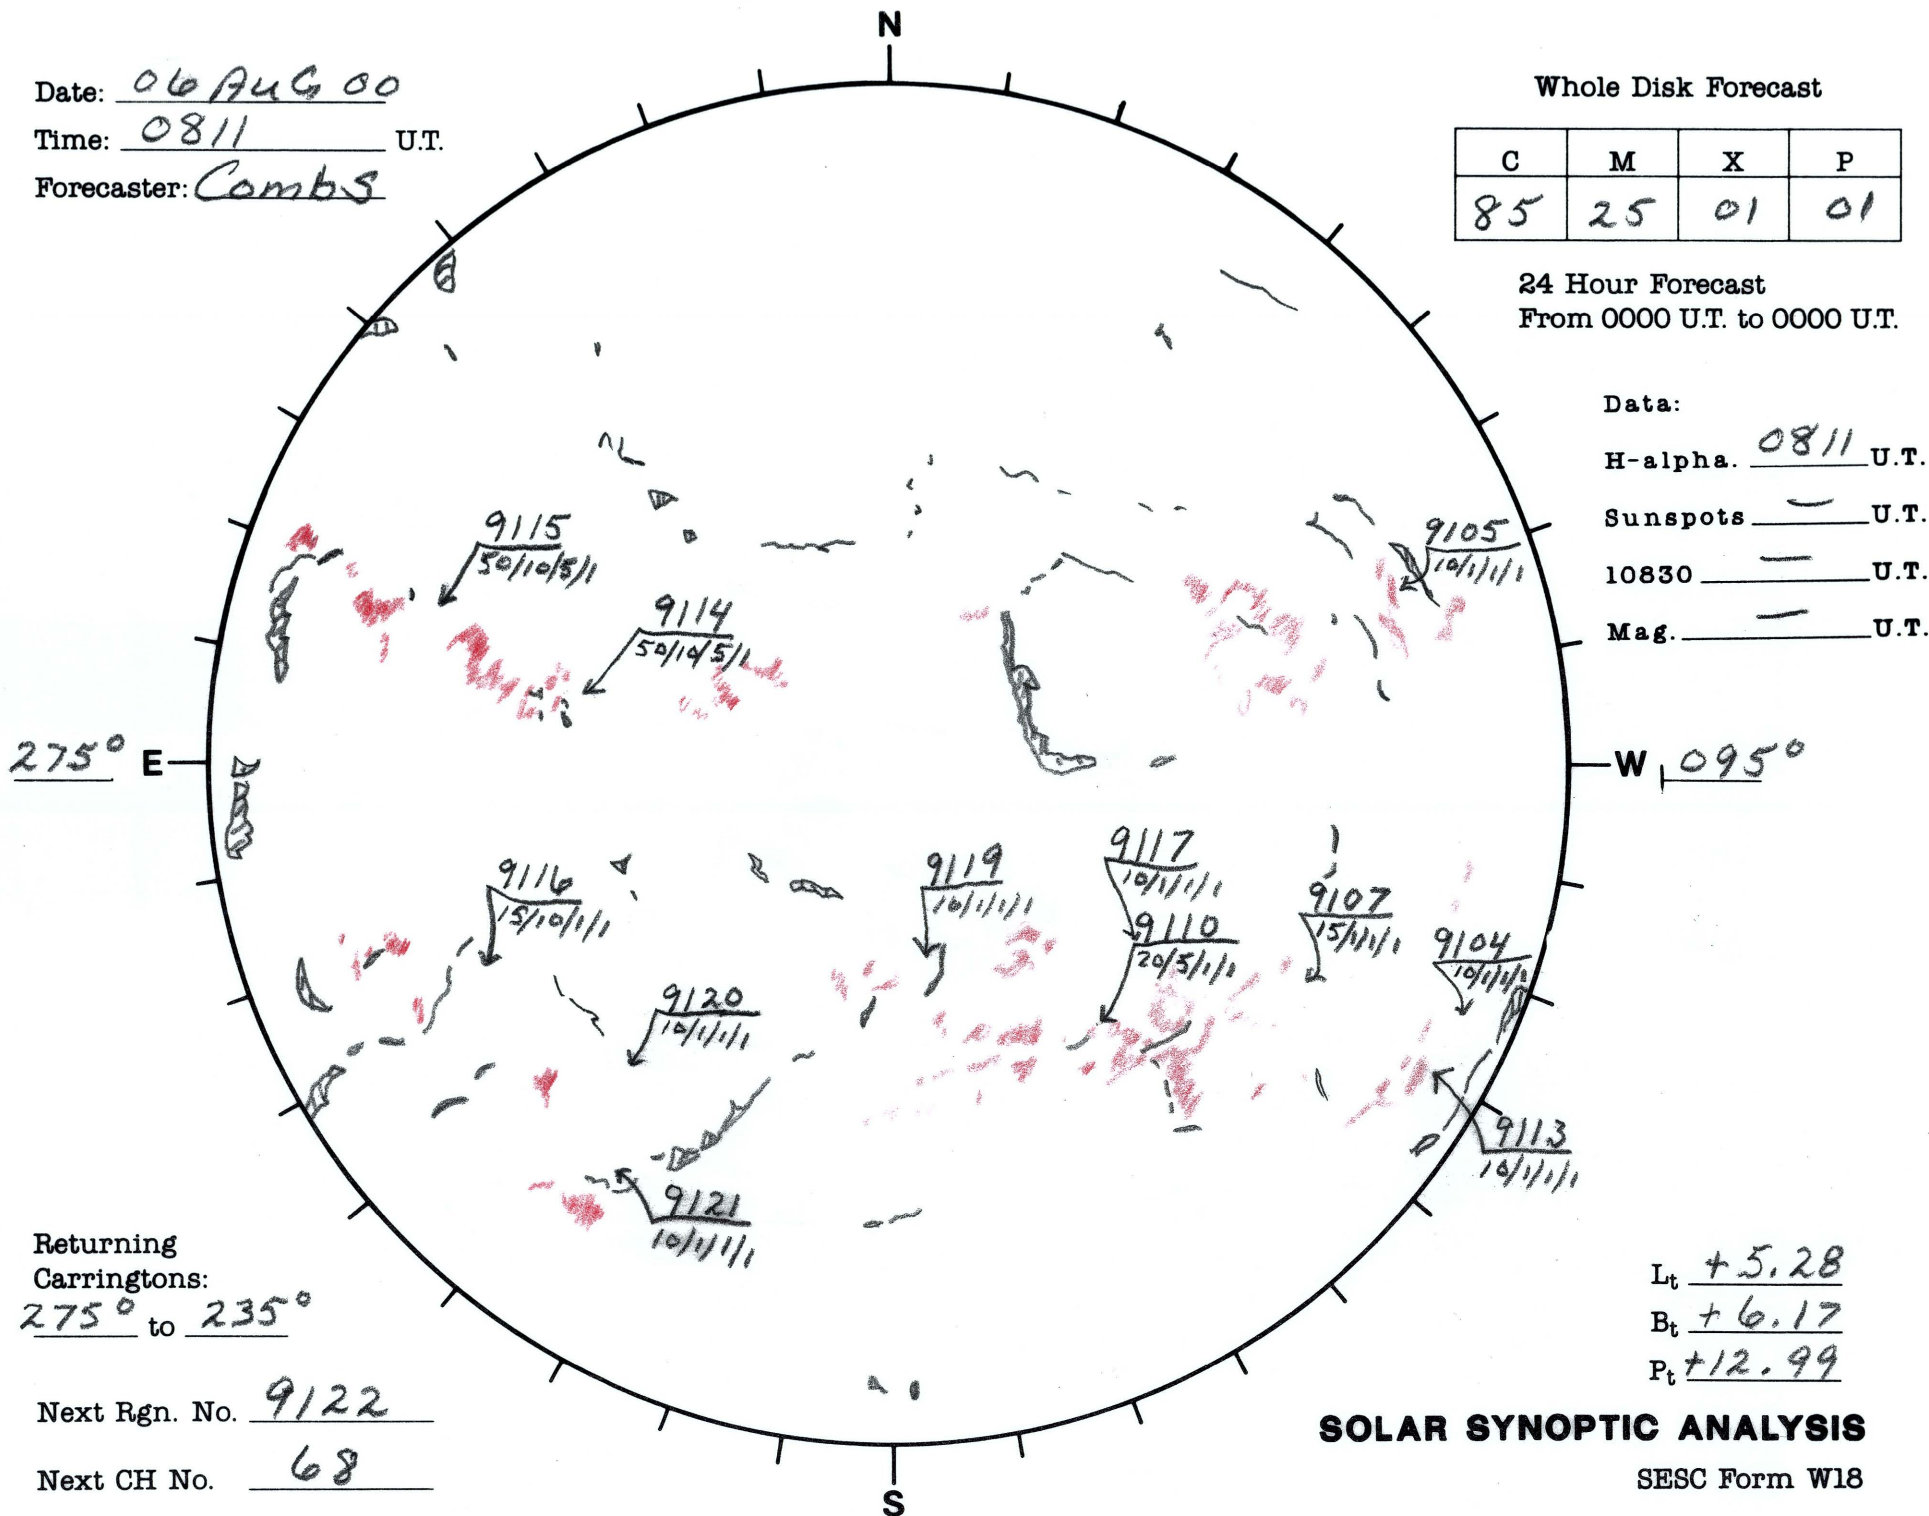 N
Date: 06 AUG 00
Time: 0811 U.T.
Forecaster: Combs
Whole Disk Forecast
C M X P
85 25 01 01
24 Hour Forecast
From 0000 U.T. to 0000 U.T.
Data:
H-alpha. 0811 U.T.
Sunspots — U.T.
10830 — U.T.
Mag. — U.T.
9115
50/10/5/1
9105
10/1/1/1
9114
50/10/5/1
275° E
W 095°
9116
15/10/1/1
9119
10/1/1/1
9117
10/1/1/1
9110
20/5/1/1
9107
15/1/1/1
9104
10/1/1/1
9120
10/1/1/1
9113
10/1/1/1
9121
10/1/1/1
Returning
Carringtons:
275° to 235°
Next Rgn. No. 9122
Next CH No. 68
Lt +5.28
Bt +6.17
Pt +12.99
SOLAR SYNOPTIC ANALYSIS
SESC Form W18
S